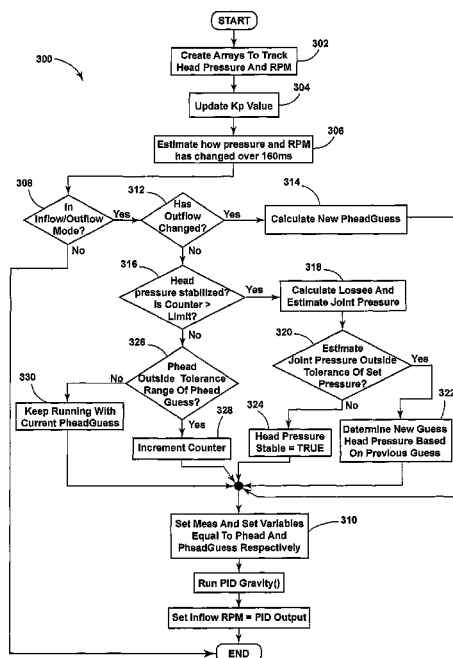 START
300
Create Arrays To Track
Head Pressure And RPM
302
Update Kp Value
304
Estimate how pressure and RPM
has changed over 160ms
306
308
In
Inflow/Outflow
Mode?
Yes
No
312
Has
Outflow
Changed?
Yes
No
314
Calculate New PheadGuess
316
Head
pressure stabilized?
Is Counter >
Limit?
Yes
No
318
Calculate Losses And
Estimate Joint Pressure
320
Estimate
Joint Pressure Outside
Tolerance Of Set
Pressure?
Yes
No
326
Phead
Outside Tolerance
Range Of Phead
Guess?
No
Yes
330
Keep Running With
Current PheadGuess
328
Increment Counter
324
Head Pressure
Stable = TRUE
322
Determine New Guess
Head Pressure Based
On Previous Guess
310
Set Meas And Set Variables
Equal To Phead And
PheadGuess Respectively
Run PID Gravity()
Set Inflow RPM = PID Output
END